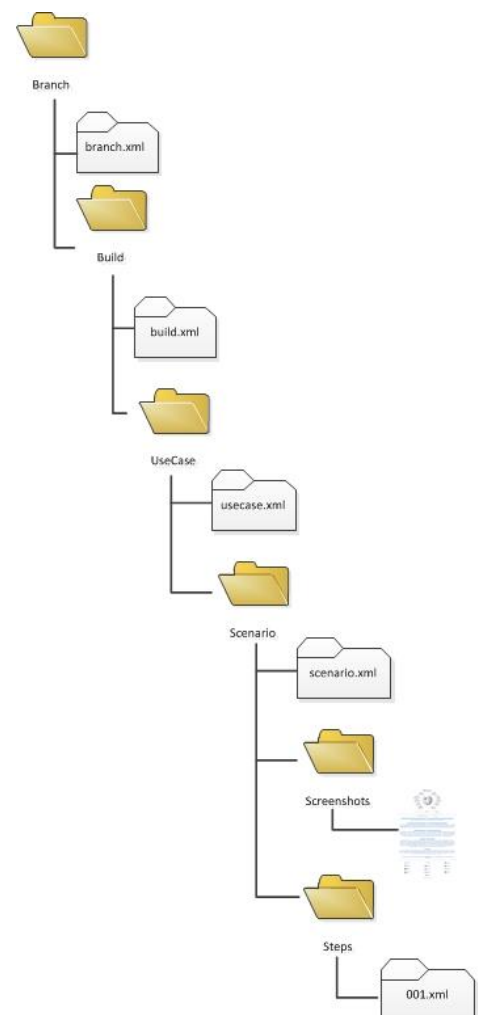 Branch
branch.xml
Build
build.xml
UseCase
usecase.xml
Scenario
scenario.xml
Screenshots
Steps
001.xml